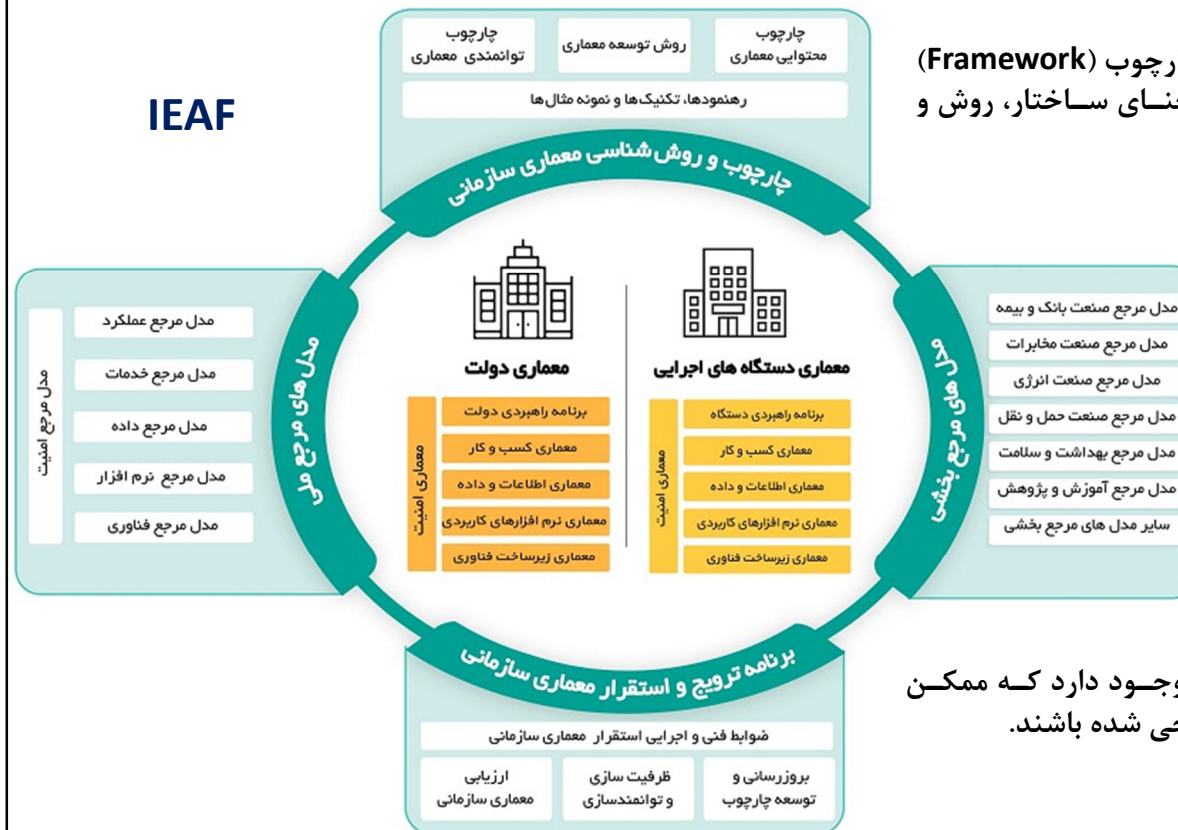 IEAF
چارچوب
محتوایی معماری
روش توسعه معماری
چارچوب
توانمندی معماری
رهنمودها، تکنیک‌ها و نمونه مثال‌ها
چارچوب و روش‌شناسی معماری سازمانی
(Framework)
ساختار، روش و
معماری دستگاه های اجرایی
برنامه راهبردی دستگاه
معماری کسب و کار
معماری اطلاعات و داده
معماری نرم افزارهای کاربردی
معماری زیرساخت فناوری
معماری امنیت
معماری دولت
برنامه راهبردی دولت
معماری کسب و کار
معماری اطلاعات و داده
معماری نرم افزارهای کاربردی
معماری زیرساخت فناوری
معماری امنیت
مدل های مرجع بخشی
مدل مرجع صنعت بانک و بیمه
مدل مرجع صنعت مخابرات
مدل مرجع صنعت انرژی
مدل مرجع صنعت حمل و نقل
مدل مرجع بهداشت و سلامت
مدل مرجع آموزش و پژوهش
سایر مدل های مرجع بخشی
مدل های مرجع ملی
مدل مرجع عملکرد
مدل مرجع خدمات
مدل مرجع داده
مدل مرجع نرم افزار
مدل مرجع فناوری
مدل مرجع امنیت
دارد کـه ممکـن
شده باشند.
برنامه ترویج و استقرار معماری سازمانی
ضوابط فنی و اجرایی استقرار معماری سازمانی
بروزرسانی و
توسعه چارچوب
ظرفیت سازی
و توانمندسازی
ارزیابی
معماری سازمانی